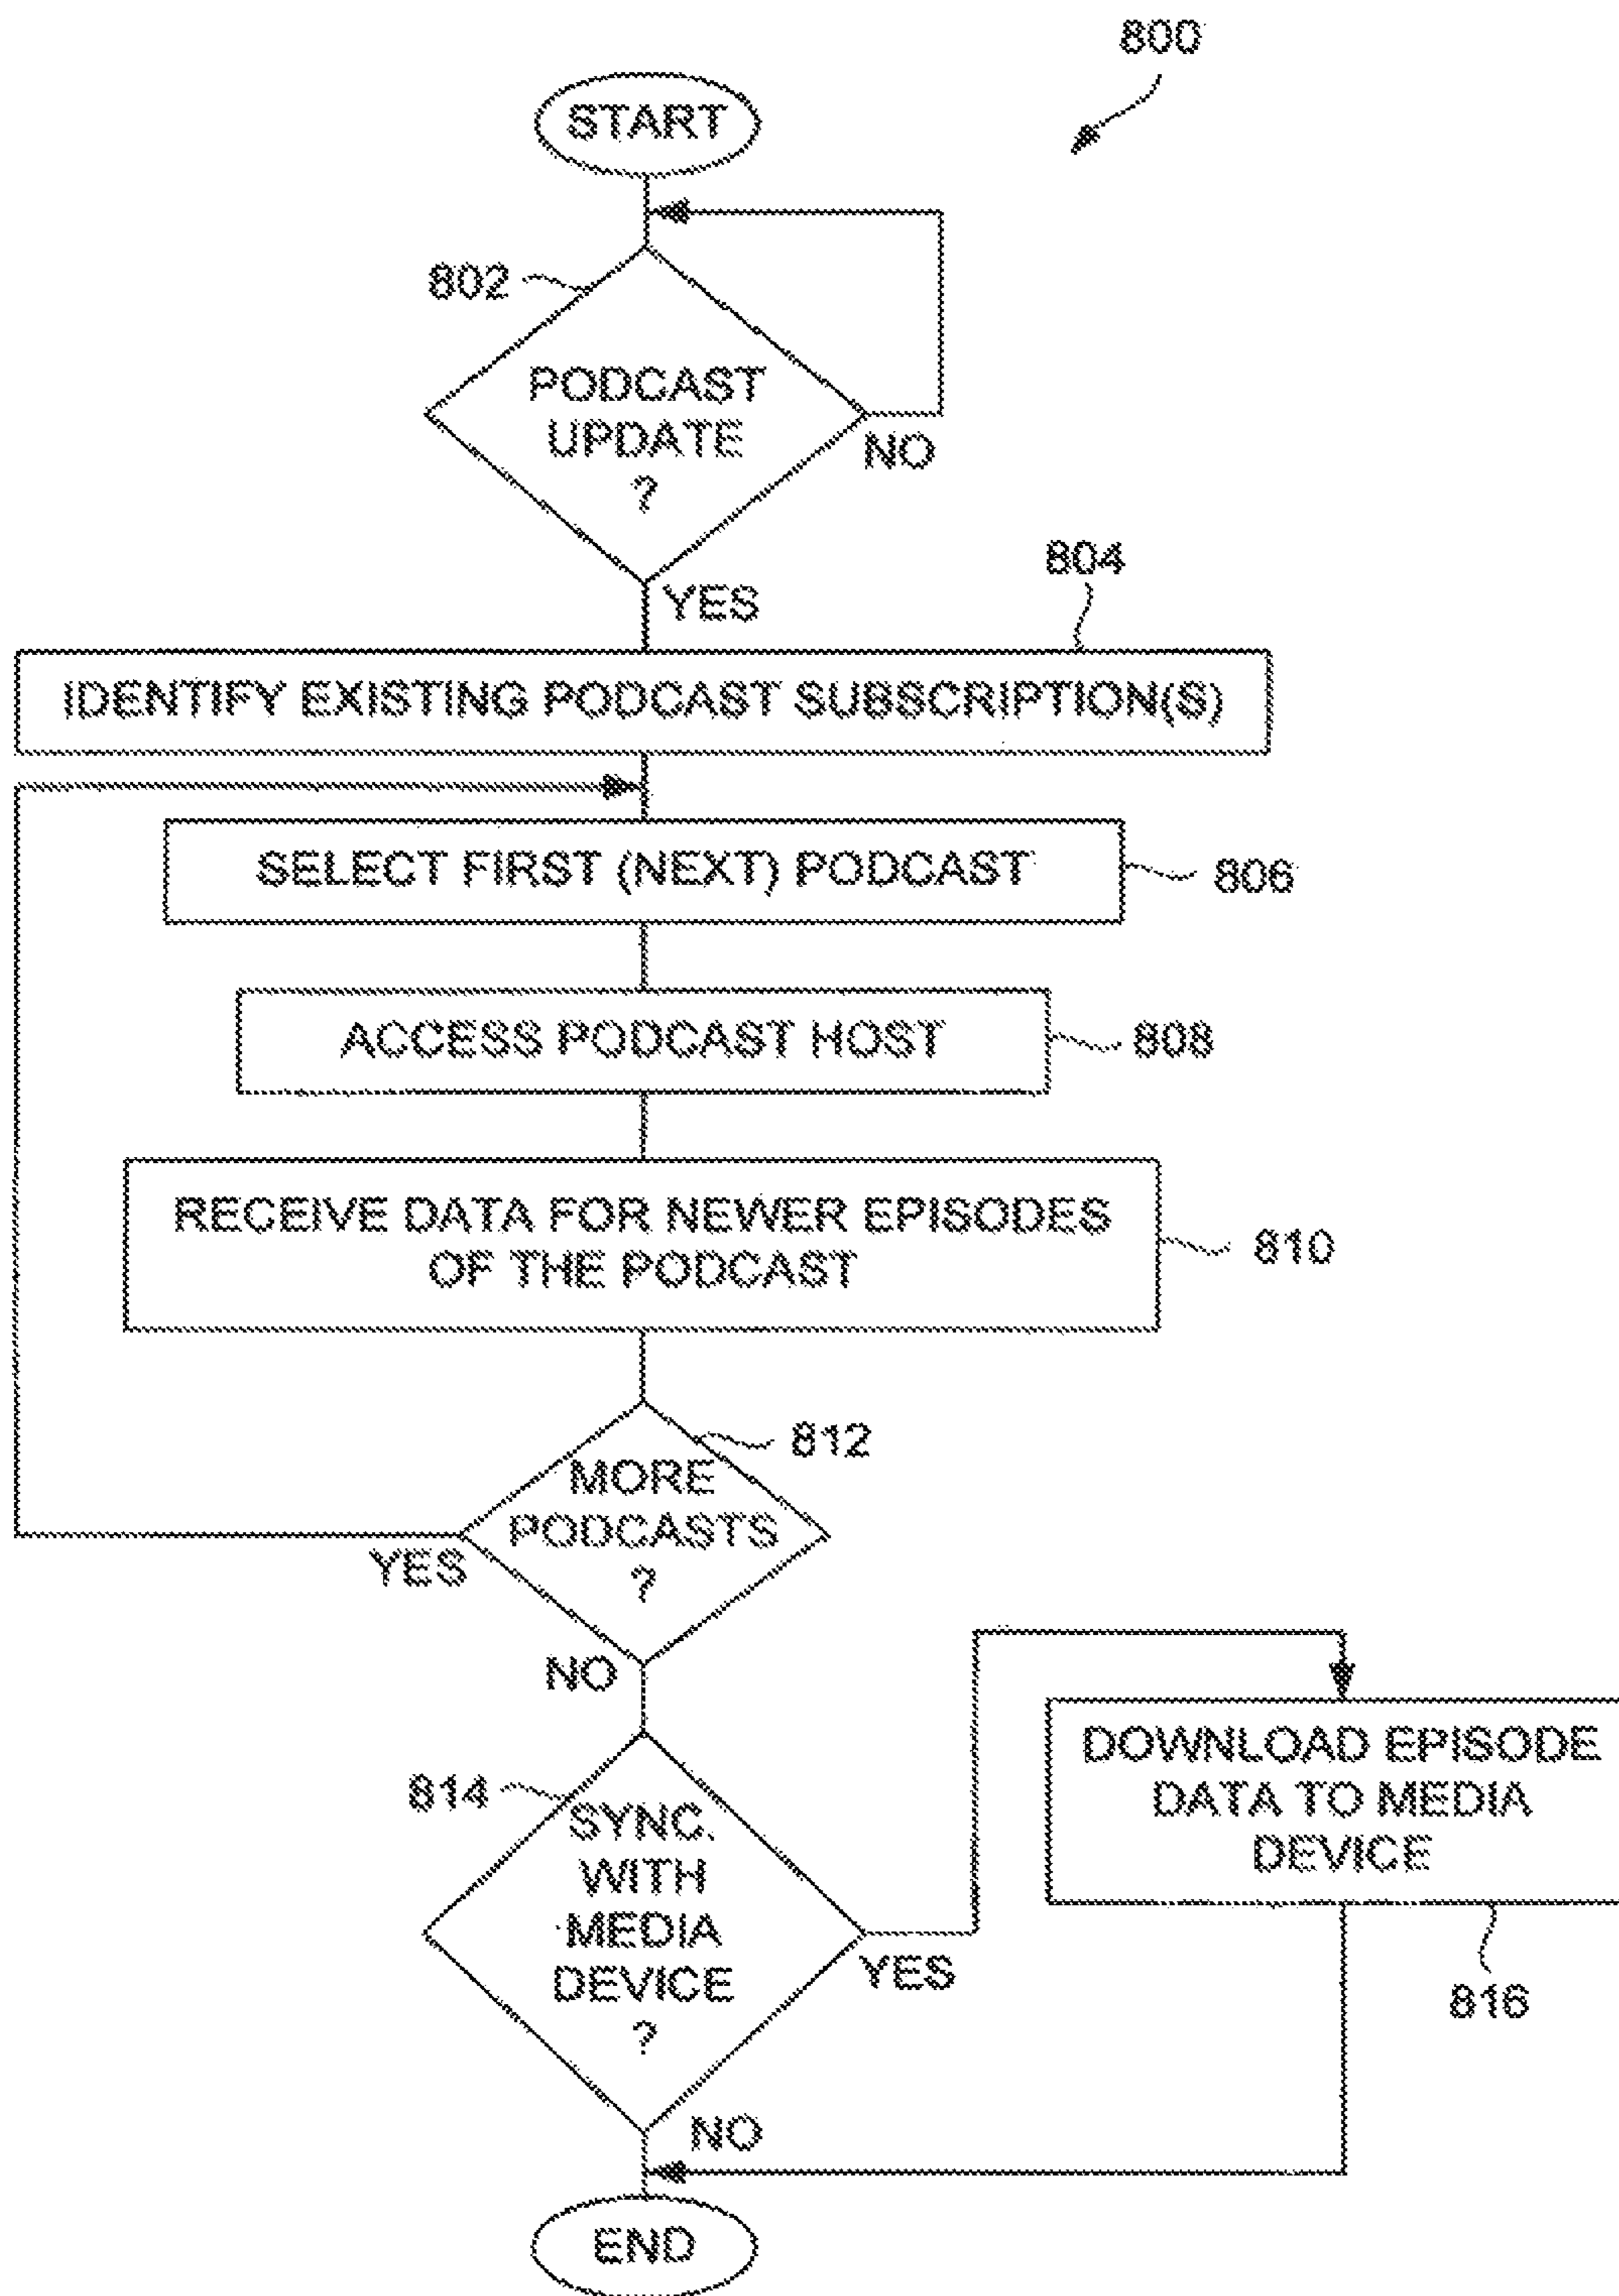 800
START
802
PODCAST
UPDATE
?
NO
YES
804
IDENTIFY EXISTING PODCAST SUBSCRIPTION(S)
SELECT FIRST (NEXT) PODCAST
806
ACCESS PODCAST HOST
808
RECEIVE DATA FOR NEWER EPISODES
OF THE PODCAST
810
812
MORE
PODCASTS
?
YES
NO
814
SYNC.
WITH
MEDIA
DEVICE
?
YES
NO
DOWNLOAD EPISODE
DATA TO MEDIA
DEVICE
816
END